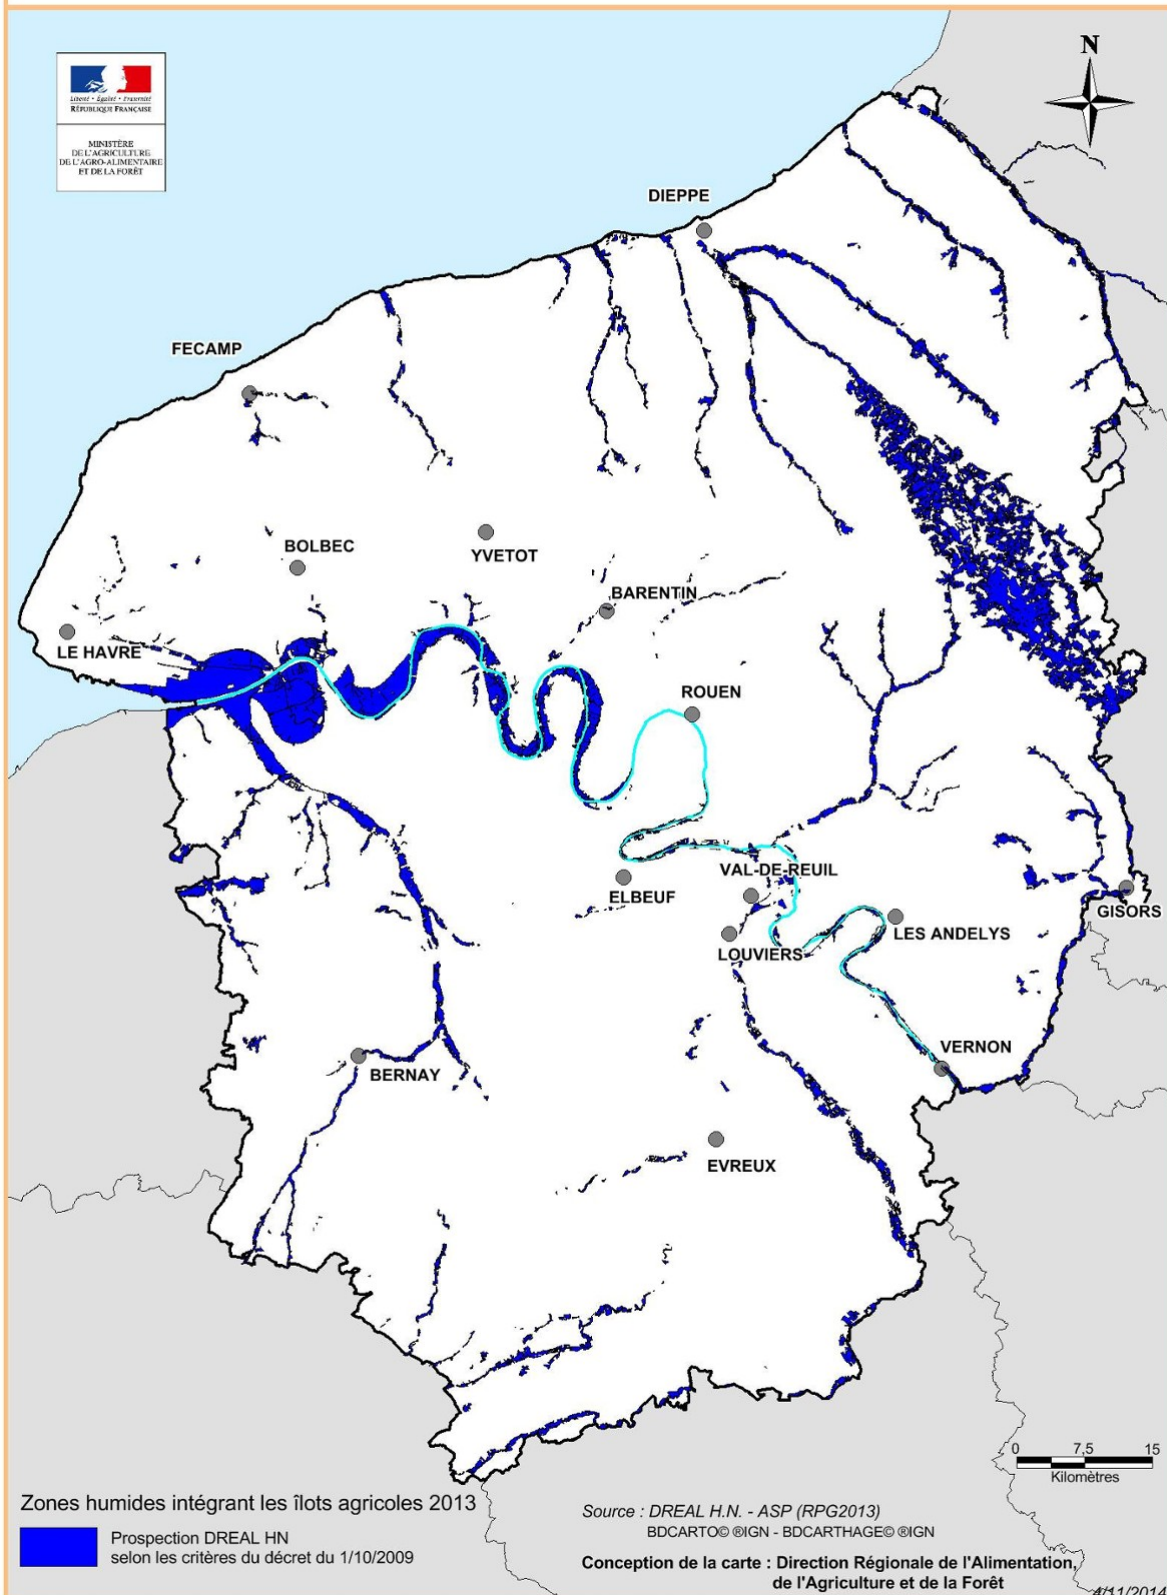 N
Liberté • Égalité • Fraternité
RÉPUBLIQUE FRANÇAISE
MINISTÈRE
DE L'AGRICULTURE
DE L'AGRO-ALIMENTAIRE
ET DE LA FORÊT
DIEPPE
FECAMP
BOLBEC
YVETOT
BARENTIN
LE HAVRE
ROUEN
ELBEUF
VAL-DE-REUIL
GISORS
LES ANDELYS
LOUVIERS
VERNON
BERNAY
EVREUX
0 7,5 15
Kilomètres
Zones humides intégrant les îlots agricoles 2013
Prospection DREAL HN
selon les critères du décret du 1/10/2009
Source : DREAL H.N. - ASP (RPG2013)
BDCARTO© ®IGN - BDCARTHAGE© ®IGN
Conception de la carte : Direction Régionale de l'Alimentation,
de l'Agriculture et de la Forêt
4/11/2014